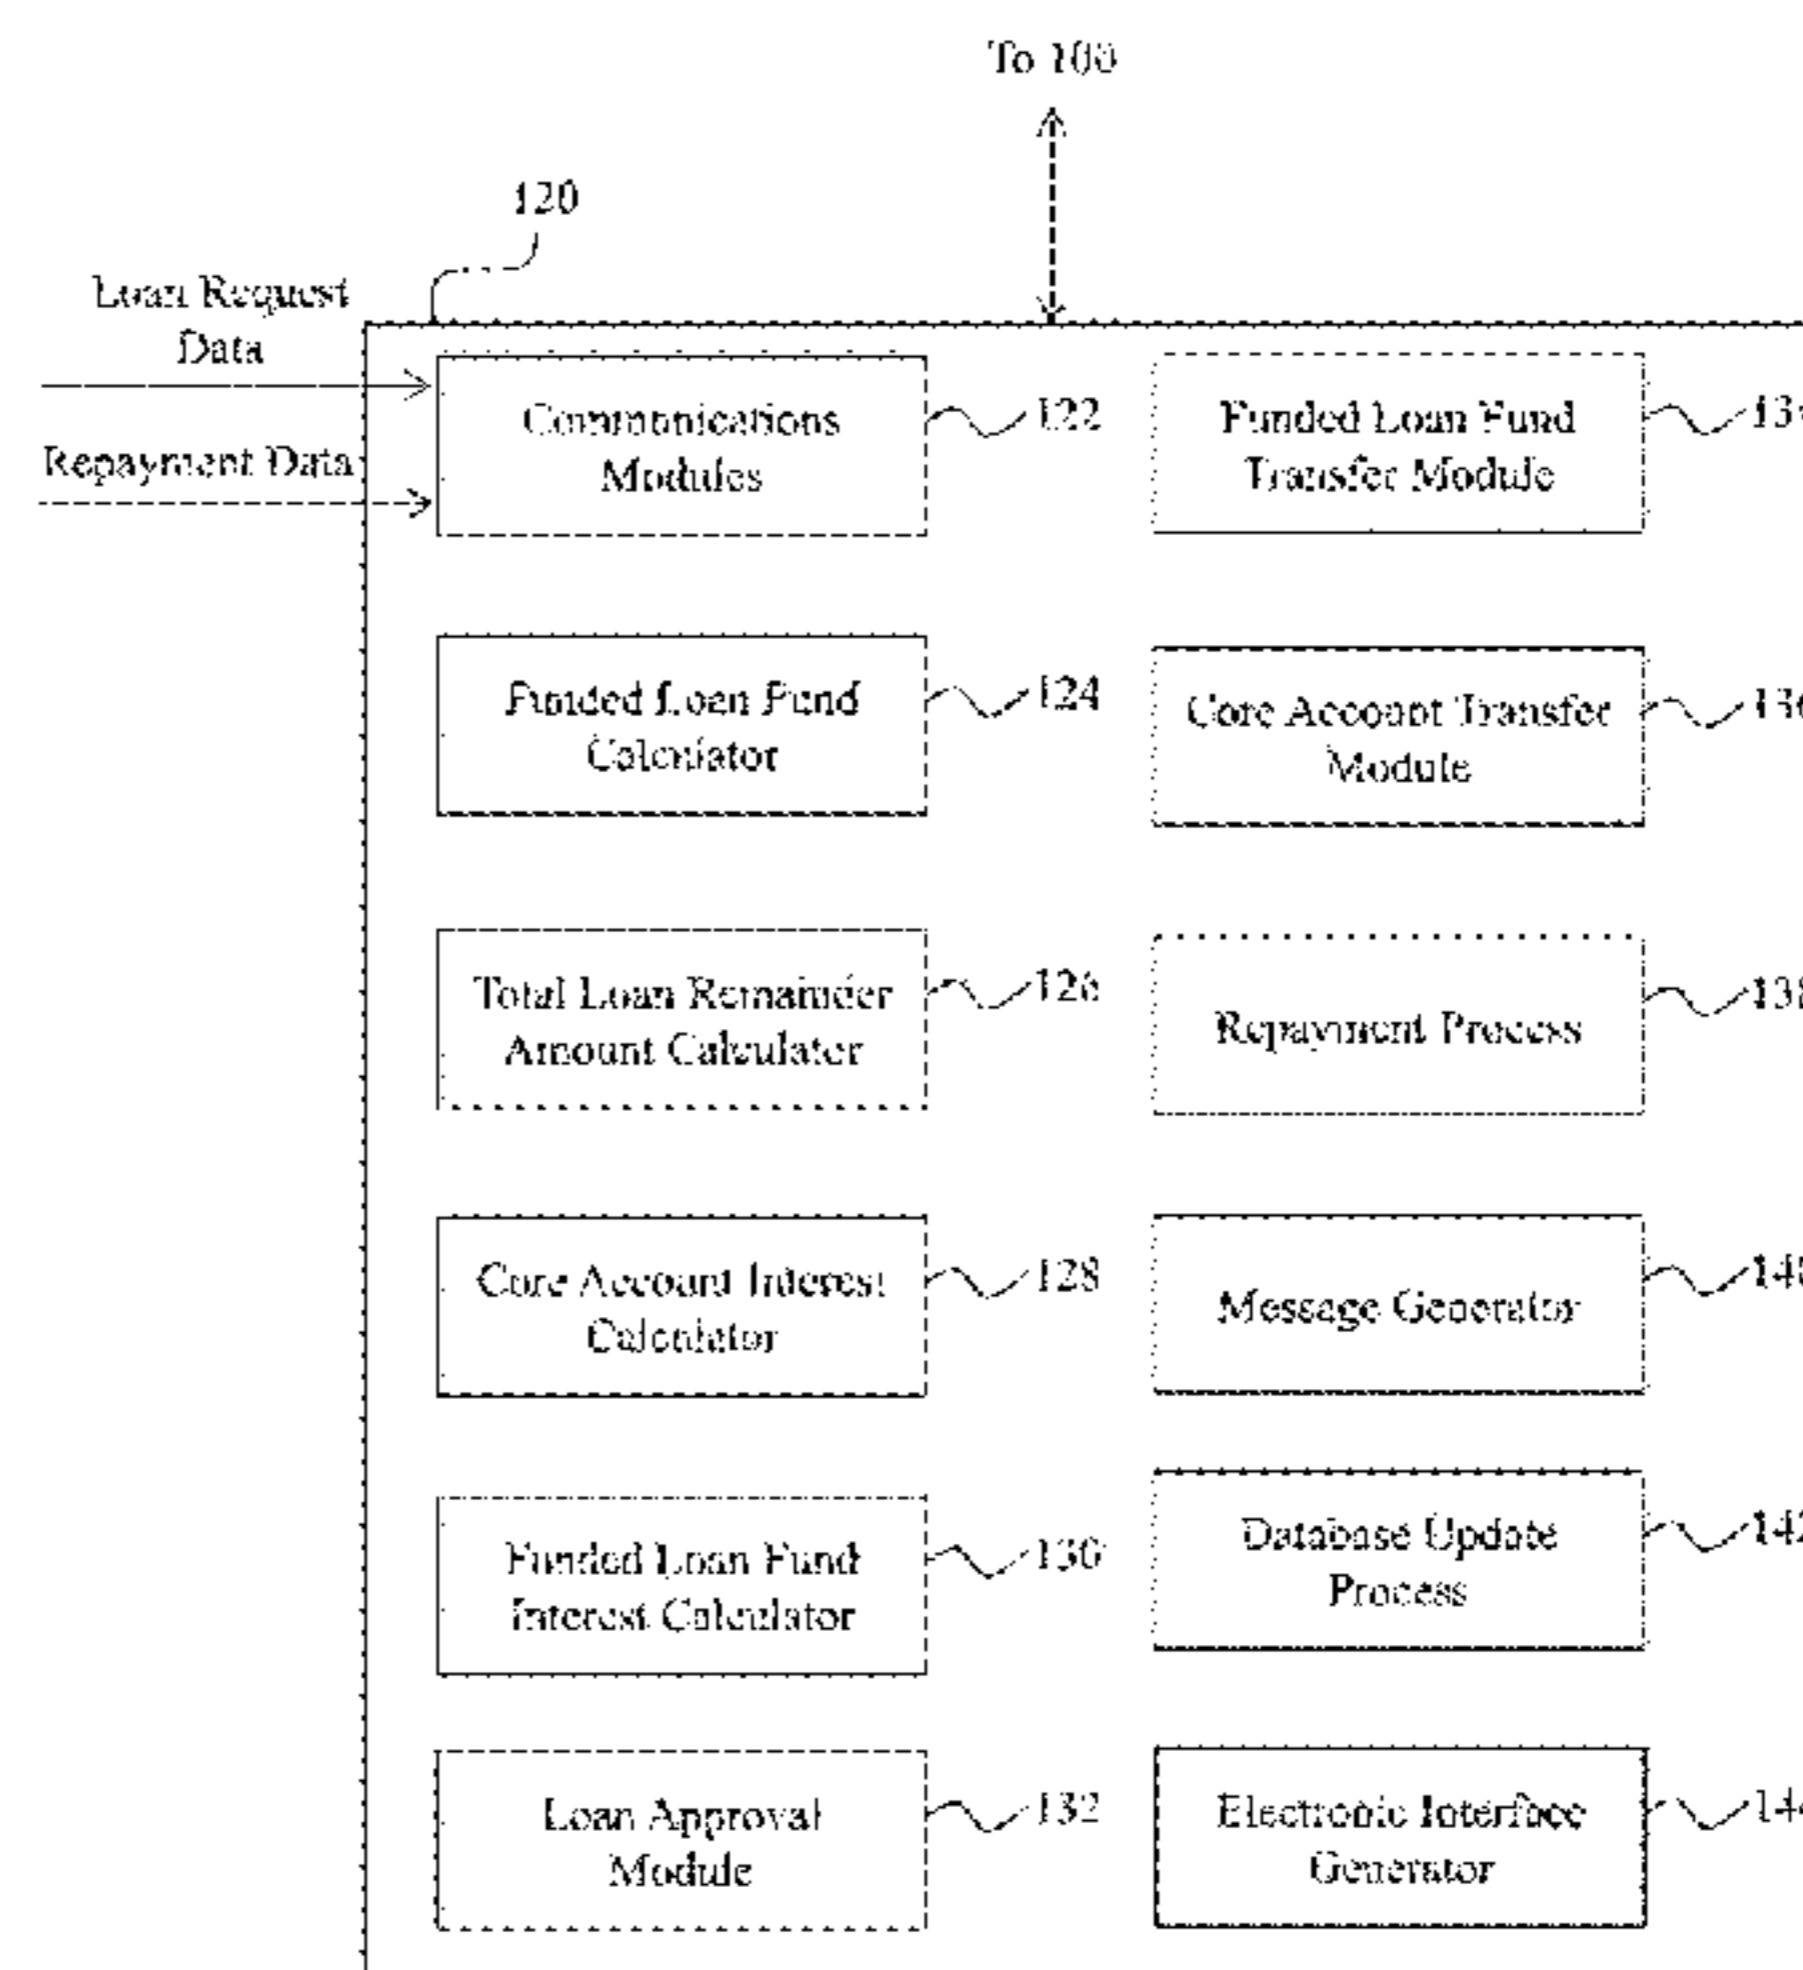 To 100
120
Loan Request
Data
Repayment Data
Communications
Modules
122
Funded Loan Fund
Transfer Module
Funded Loan Fund
Calculator
124
Core Account Transfer
Module
Total Loan Remainder
Amount Calculator
126
Repayment Process
Core Account Interest
Calculator
128
Message Generator
Funded Loan Fund
Interest Calculator
130
Database Update
Process
Loan Approval
Module
132
Electronic Interface
Generator